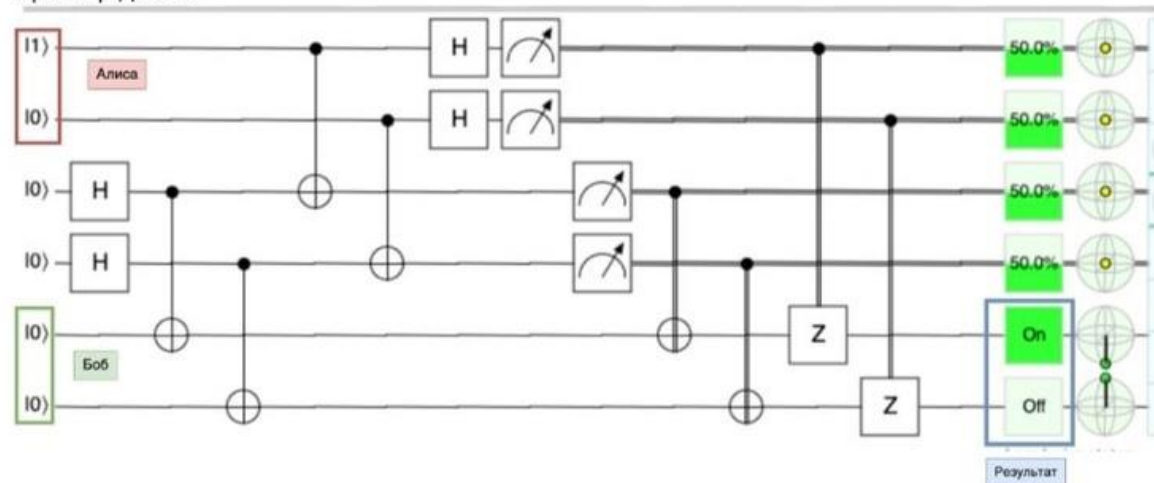 |1⟩ H 50.0%
Алиса
|0⟩ H 50.0%
|0⟩ H 50.0%
|0⟩ H 50.0%
|0⟩ Z On
Боб
|0⟩ Z Off
Результат